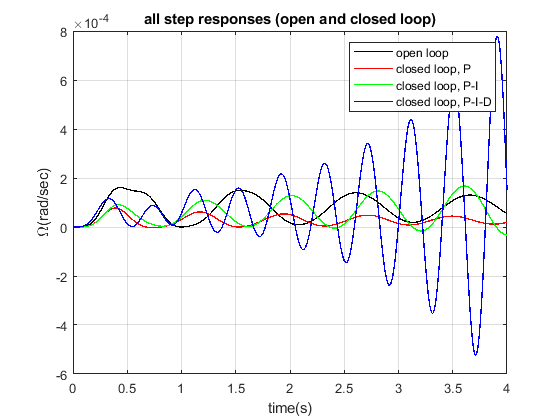 all step responses (open and closed loop)
×10⁻⁴
open loop
closed loop, P
closed loop, P-I
closed loop, P-I-D
8
6
4
2
0
-2
-4
-6
Ω(rad/sec)
0 0.5 1 1.5 2 2.5 3 3.5 4
time(s)